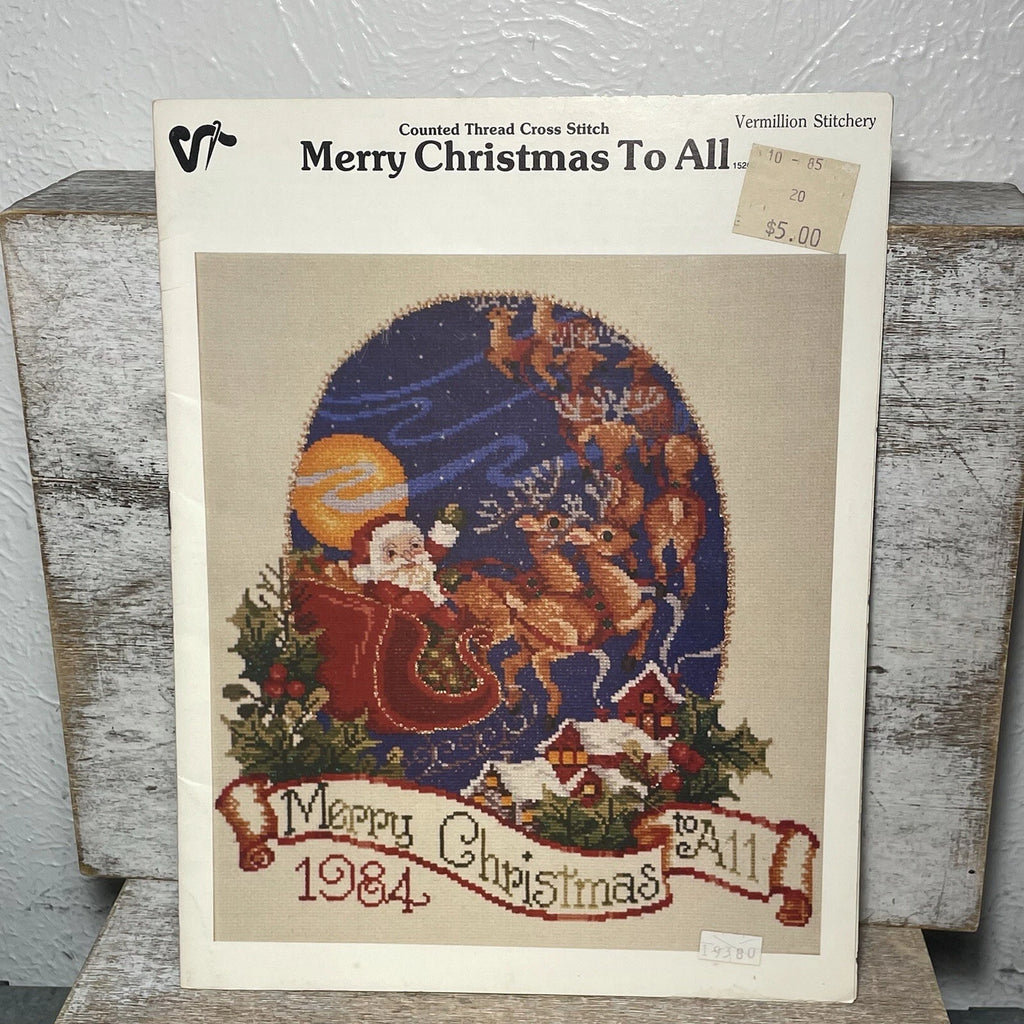 Counted Thread Cross Stitch
Vermillion Stitchery
Merry Christmas To All
10 - 85
20
$5.00
Merry Christmas to All
1984
19380